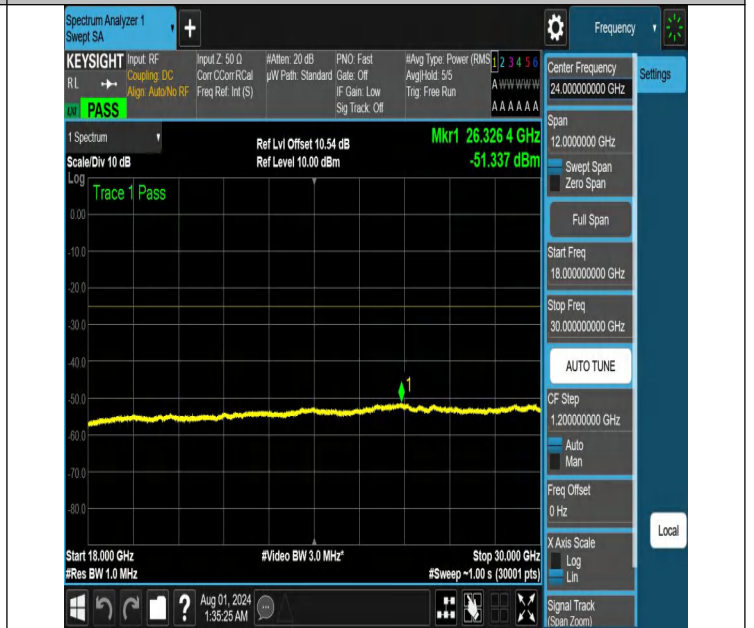 Spectrum Analyzer 1
Swept SA
+
Frequency
KEYSIGHT
RL
PASS
Input: RF
Coupling: DC
Align: Auto/No RF
Input Z: 50 Ω
Corr CCorr RCal
Freq Ref: Int (S)
#Atten: 20 dB
µW Path: Standard
PNO: Fast
Gate: Off
IF Gain: Low
Sig Track: Off
#Avg Type: Power (RMS
Avg|Hold: 5/5
Trig: Free Run
1 2 3 4 5 6
A W W W W W
A A A A A A
1 Spectrum
Scale/Div 10 dB
Ref Lvl Offset 10.54 dB
Ref Level 10.00 dBm
Mkr1 26.326 4 GHz
-51.337 dBm
Log
Trace 1 Pass
0.00
-10.0
-20.0
-30.0
-40.0
-50.0
-60.0
-70.0
-80.0
1
Start 18.000 GHz
#Res BW 1.0 MHz
#Video BW 3.0 MHz*
Stop 30.000 GHz
#Sweep ~1.00 s (30001 pts)
Center Frequency
24.000000000 GHz
Settings
Span
12.0000000 GHz
Swept Span
Zero Span
Full Span
Start Freq
18.000000000 GHz
Stop Freq
30.000000000 GHz
AUTO TUNE
CF Step
1.200000000 GHz
Auto
Man
Freq Offset
0 Hz
X Axis Scale
Log
Lin
Local
Signal Track
(Span Zoom)
?
Aug 01, 2024
1:35:25 AM